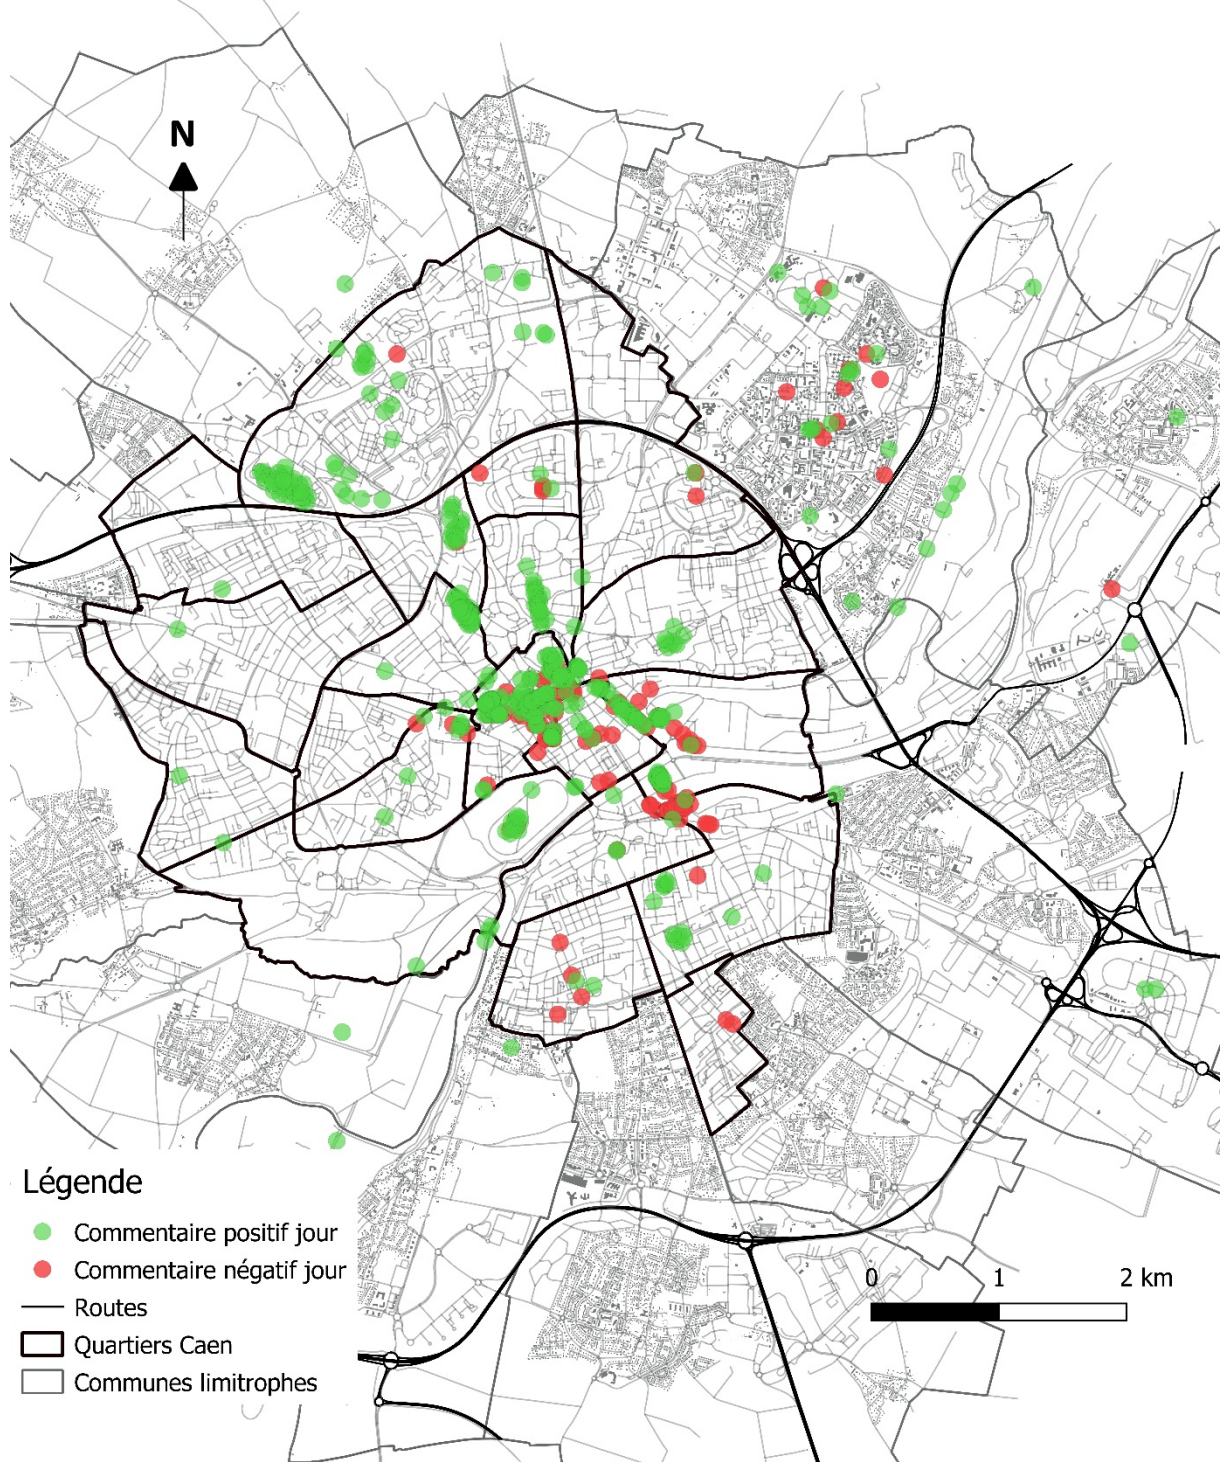 N
Légende
Commentaire positif jour
Commentaire négatif jour
Routes
Quartiers Caen
Communes limitrophes
0 1 2 km